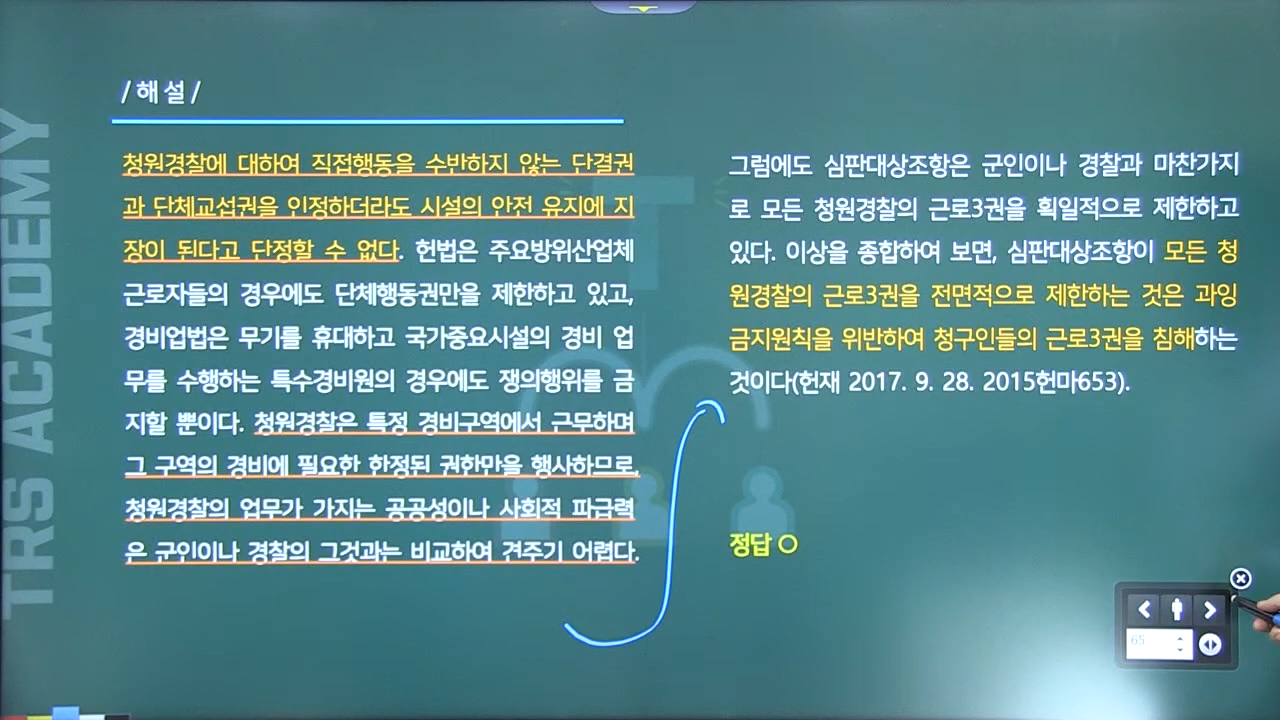 / 해 설 /
청원경찰에 대하여 직접행동을 수반하지 않는 단결권
과 단체교섭권을 인정하더라도 시설의 안전 유지에 지
장이 된다고 단정할 수 없다. 헌법은 주요방위산업체
근로자들의 경우에도 단체행동권만을 제한하고 있고,
경비업법은 무기를 휴대하고 국가중요시설의 경비 업
무를 수행하는 특수경비원의 경우에도 쟁의행위를 금
지할 뿐이다. 청원경찰은 특정 경비구역에서 근무하며
그 구역의 경비에 필요한 한정된 권한만을 행사하므로,
청원경찰의 업무가 가지는 공공성이나 사회적 파급력
은 군인이나 경찰의 그것과는 비교하여 견주기 어렵다.
그럼에도 심판대상조항은 군인이나 경찰과 마찬가지
로 모든 청원경찰의 근로3권을 획일적으로 제한하고
있다. 이상을 종합하여 보면, 심판대상조항이 모든 청
원경찰의 근로3권을 전면적으로 제한하는 것은 과잉
금지원칙을 위반하여 청구인들의 근로3권을 침해하는
것이다(헌재 2017. 9. 28. 2015헌마653).
정답 O
TRS ACADEMY
65